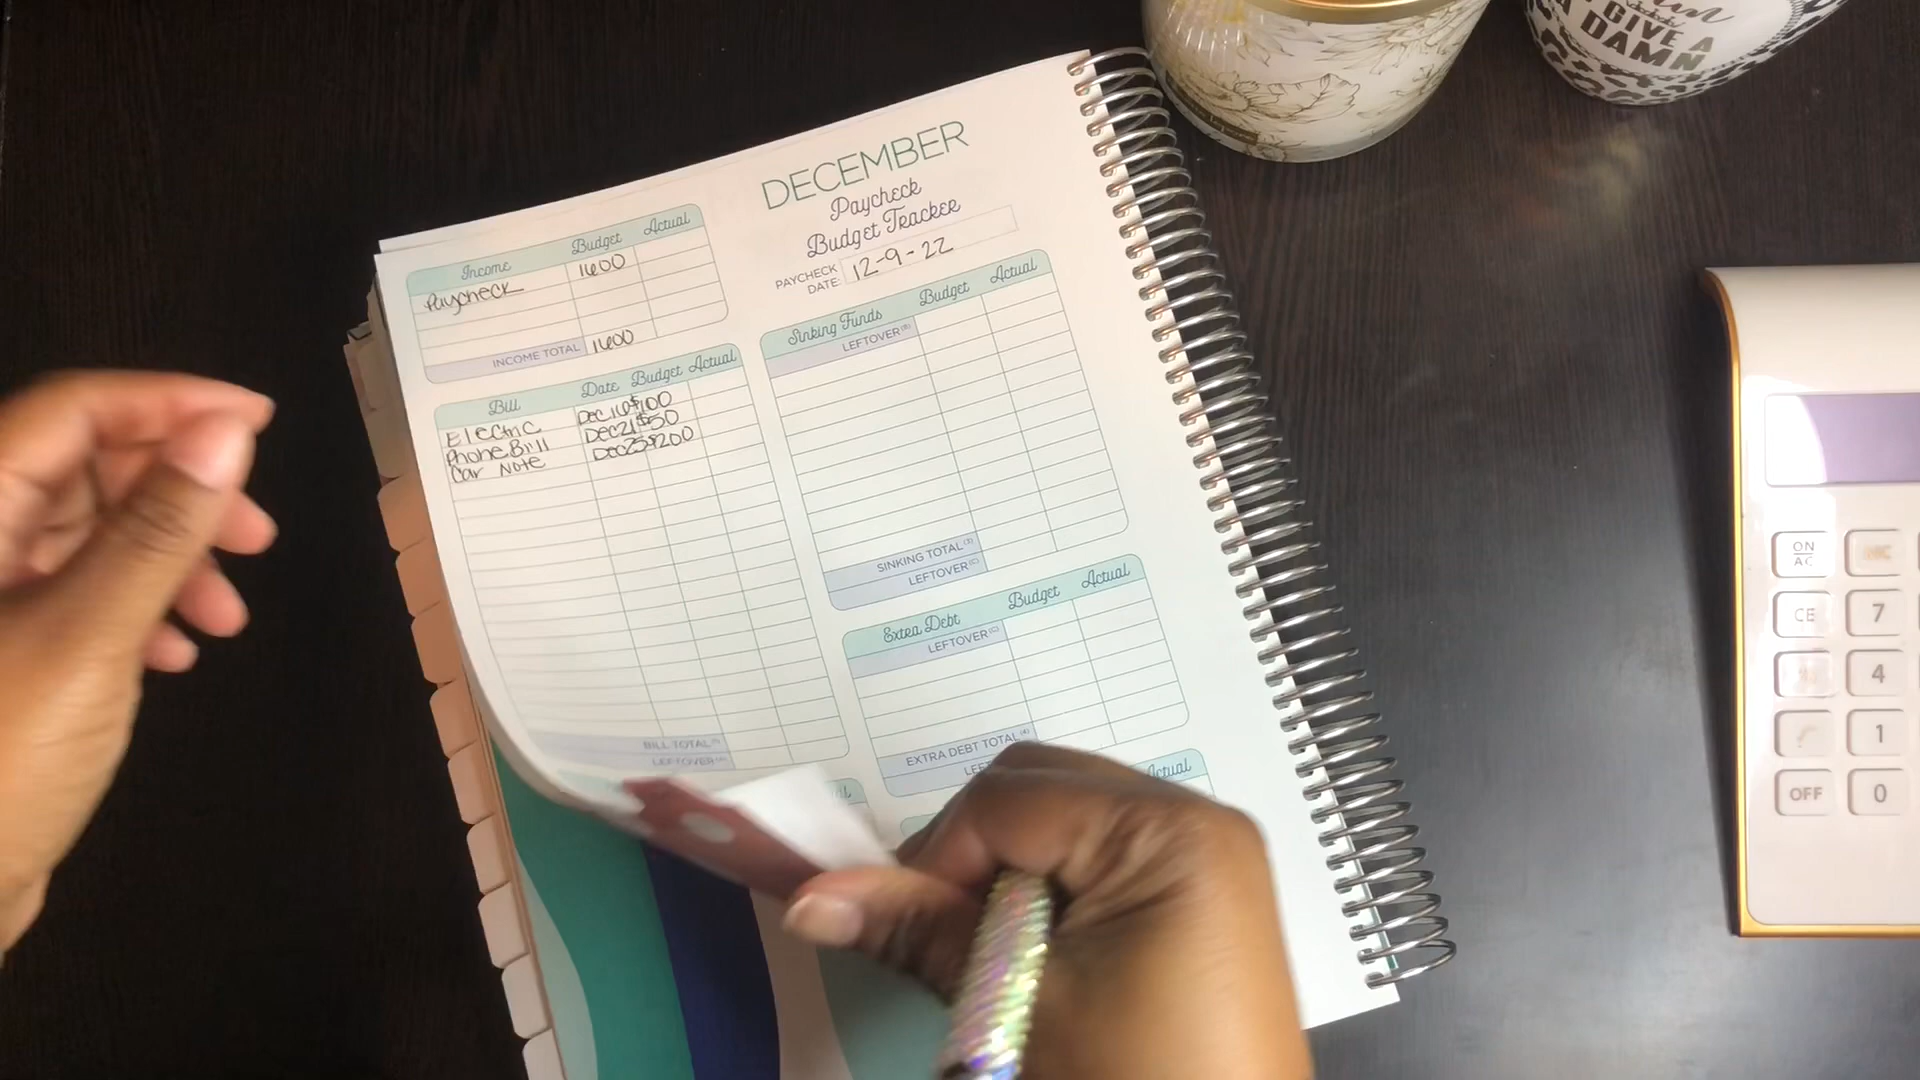 GIVE A
A DAMN
DECEMBER
Paycheck
Budget Tracker
PAYCHECK DATE: 12-9-22
Income Budget Actual
Paycheck 1600
INCOME TOTAL 1600
Bill Date Budget Actual
Electric Dec 16 $100
Phone Bill Dec 21 $50
Car Note Dec 25 $200
BILL TOTAL
LEFTOVER
Sinking Funds Budget Actual
LEFTOVER
SINKING TOTAL
LEFTOVER
Extra Debt Budget Actual
LEFTOVER
EXTRA DEBT TOTAL
Actual
ON
AC
CE 7
4
1
OFF 0